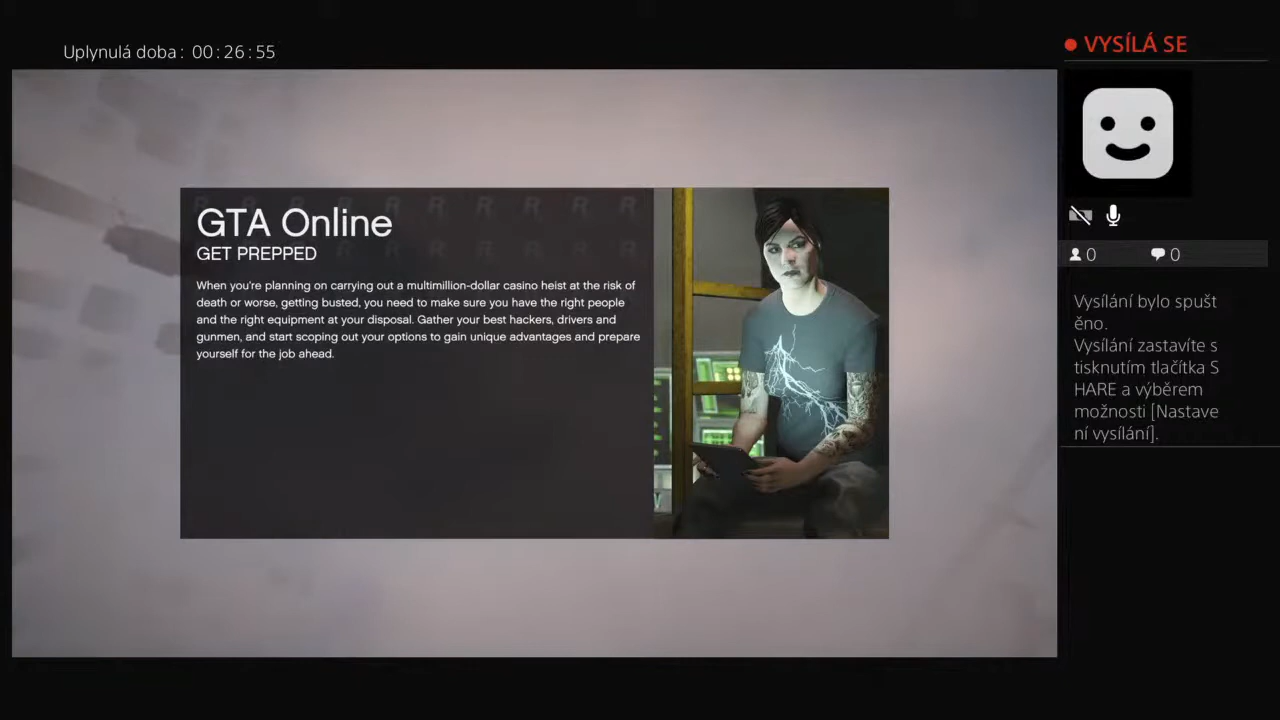 Uplynulá doba: 00:26:55
VYSÍLÁ SE
GTA Online
GET PREPPED
When you're planning on carrying out a multimillion-dollar casino heist at the risk of
death or worse, getting busted, you need to make sure you have the right people
and the right equipment at your disposal. Gather your best hackers, drivers and
gunmen, and start scoping out your options to gain unique advantages and prepare
yourself for the job ahead.
0 0
Vysílání bylo spušt
ěno.
Vysílání zastavíte s
tisknutím tlačítka S
HARE a výběrem
možnosti [Nastave
ní vysílání].